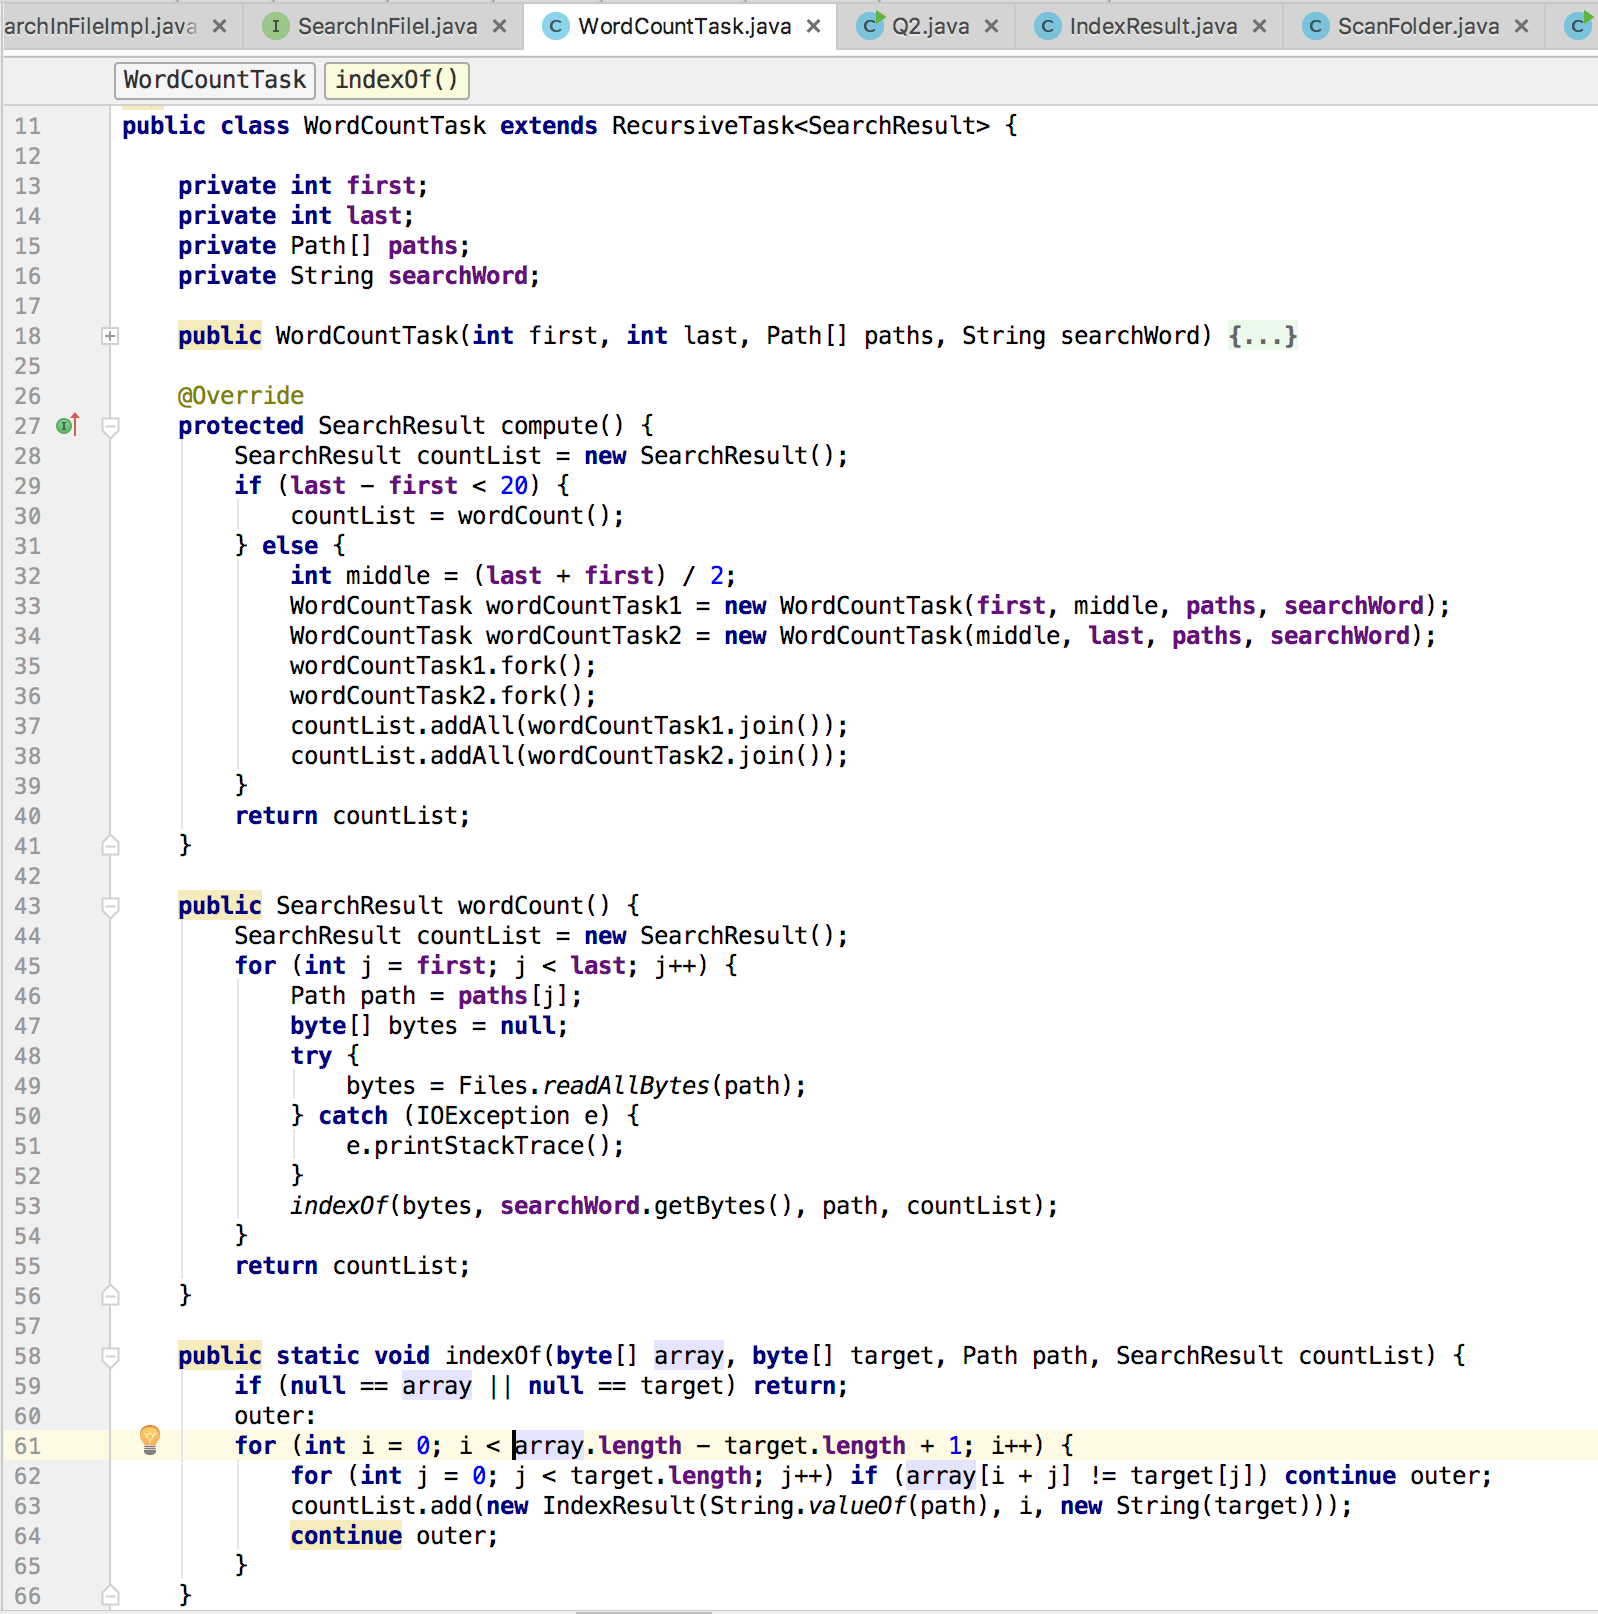 archInFileImpl.java × I SearchInFileI.java × C WordCountTask.java × C Q2.java × C IndexResult.java × C ScanFolder.java × C
WordCountTask indexOf()
11 public class WordCountTask extends RecursiveTask<SearchResult> {
12
13     private int first;
14     private int last;
15     private Path[] paths;
16     private String searchWord;
17
18     public WordCountTask(int first, int last, Path[] paths, String searchWord) {...}
25
26     @Override
27     protected SearchResult compute() {
28         SearchResult countList = new SearchResult();
29         if (last - first < 20) {
30             countList = wordCount();
31         } else {
32             int middle = (last + first) / 2;
33             WordCountTask wordCountTask1 = new WordCountTask(first, middle, paths, searchWord);
34             WordCountTask wordCountTask2 = new WordCountTask(middle, last, paths, searchWord);
35             wordCountTask1.fork();
36             wordCountTask2.fork();
37             countList.addAll(wordCountTask1.join());
38             countList.addAll(wordCountTask2.join());
39         }
40         return countList;
41     }
42
43     public SearchResult wordCount() {
44         SearchResult countList = new SearchResult();
45         for (int j = first; j < last; j++) {
46             Path path = paths[j];
47             byte[] bytes = null;
48             try {
49                 bytes = Files.readAllBytes(path);
50             } catch (IOException e) {
51                 e.printStackTrace();
52             }
53             indexOf(bytes, searchWord.getBytes(), path, countList);
54         }
55         return countList;
56     }
57
58     public static void indexOf(byte[] array, byte[] target, Path path, SearchResult countList) {
59         if (null == array || null == target) return;
60         outer:
61         for (int i = 0; i < array.length - target.length + 1; i++) {
62             for (int j = 0; j < target.length; j++) if (array[i + j] != target[j]) continue outer;
63             countList.add(new IndexResult(String.valueOf(path), i, new String(target)));
64             continue outer;
65         }
66     }